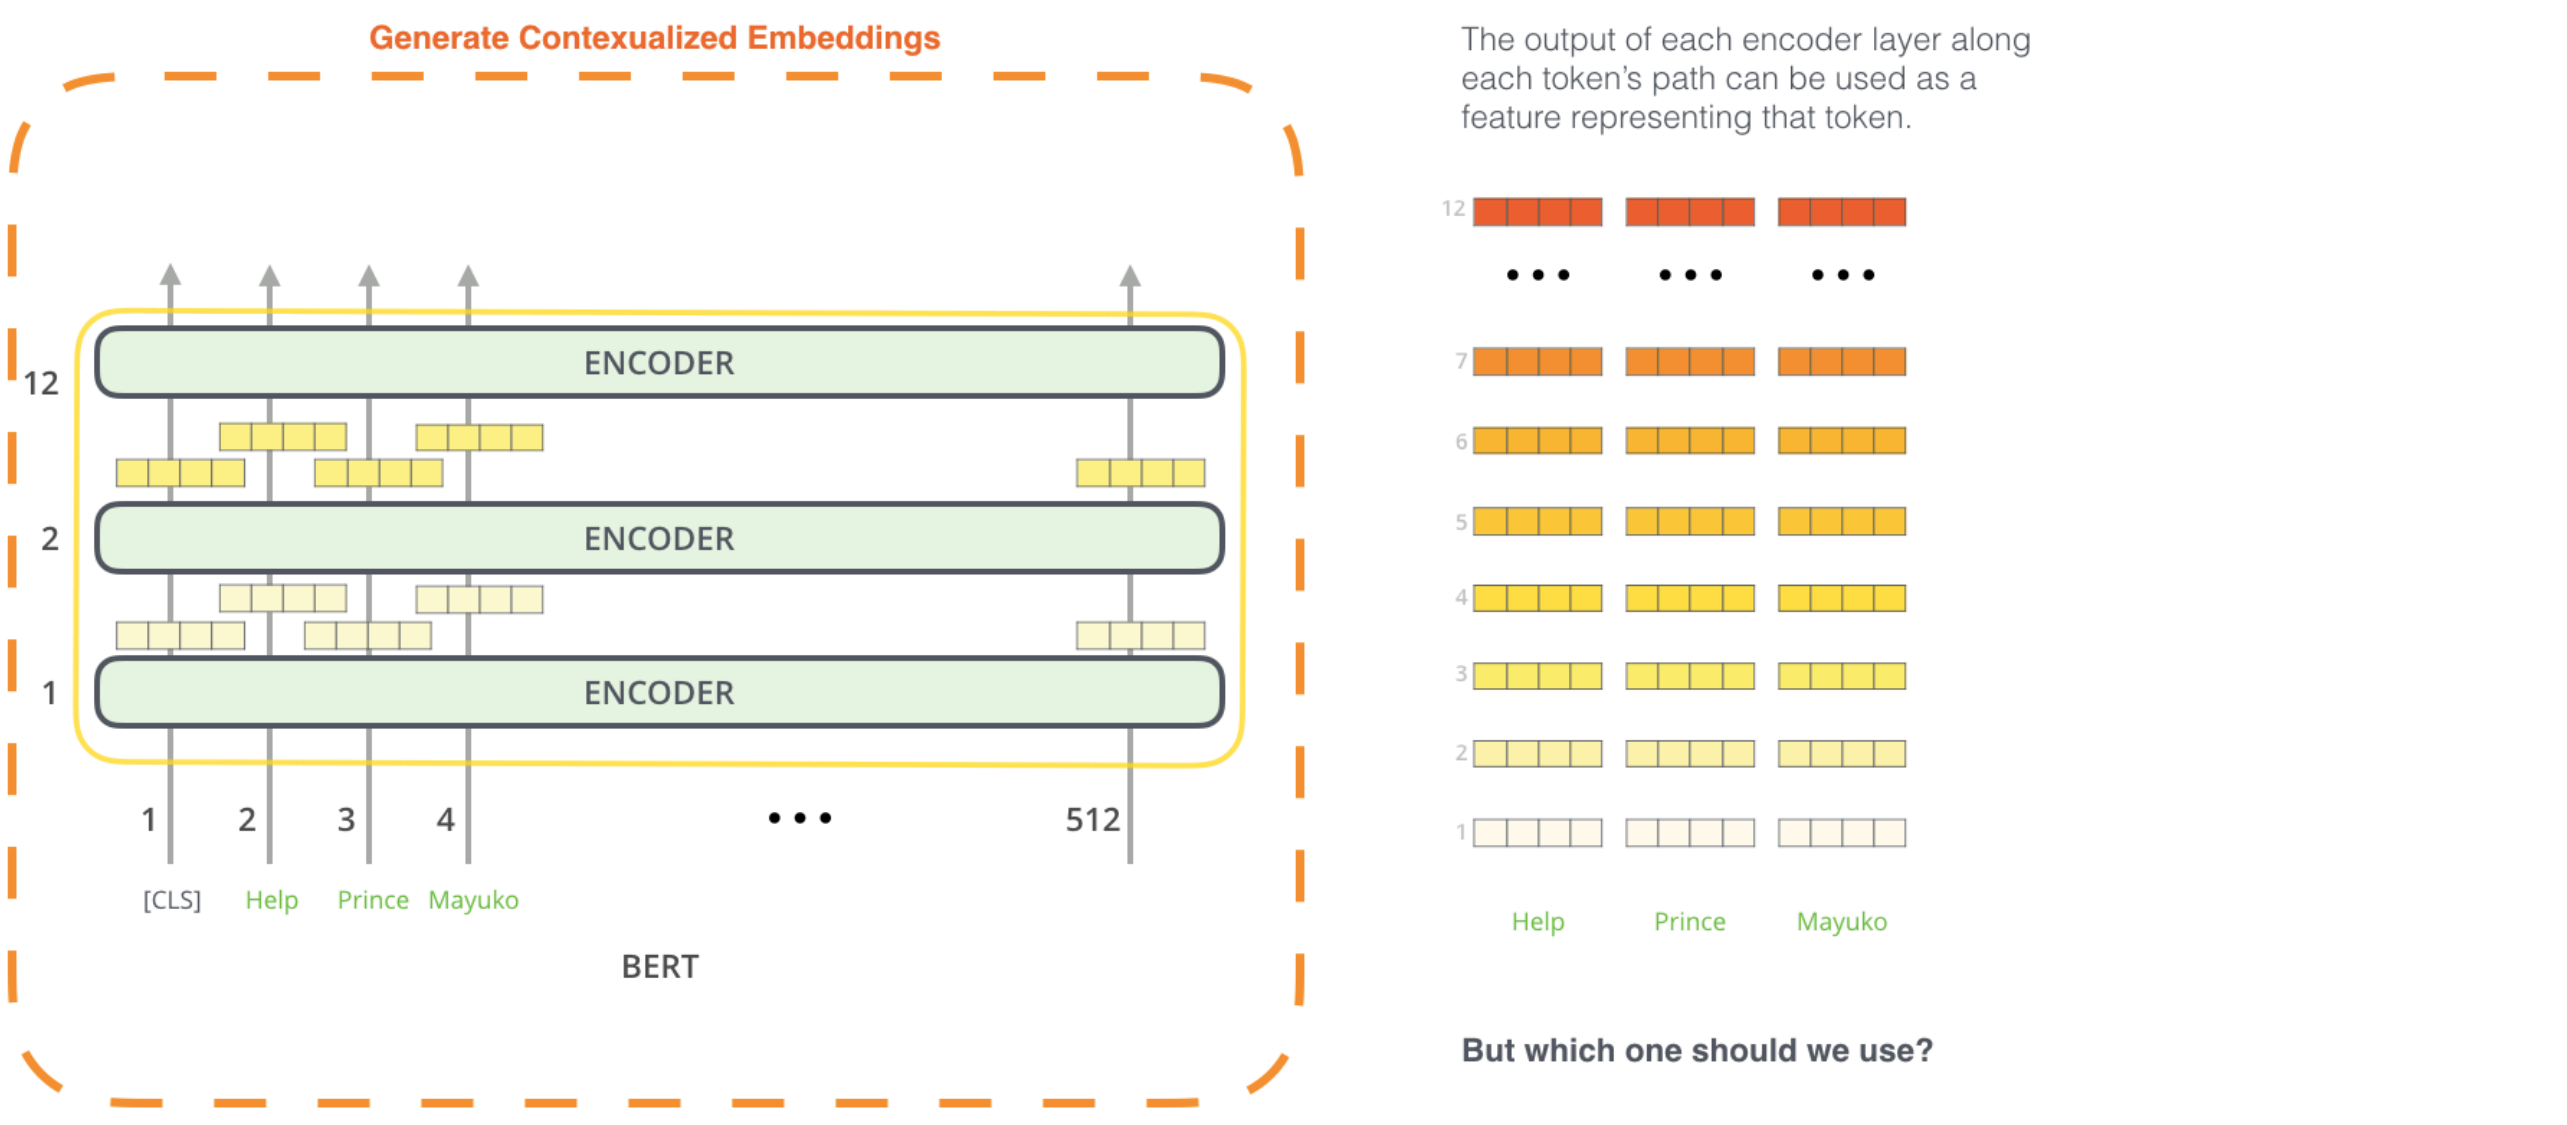 Generate Contexualized Embeddings
12
ENCODER
2
ENCODER
1
ENCODER
1 2 3 4 ••• 512
[CLS] Help Prince Mayuko
BERT
The output of each encoder layer along
each token’s path can be used as a
feature representing that token.
12
••• ••• •••
7
6
5
4
3
2
1
Help Prince Mayuko
But which one should we use?